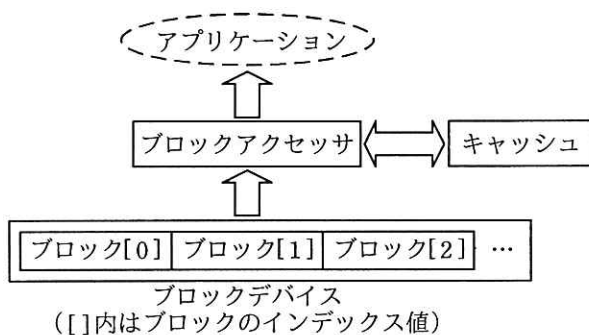 アプリケーション
ブロックアクセッサ
キャッシュ
ブロック[0] ブロック[1] ブロック[2] …
ブロックデバイス
([]内はブロックのインデックス値)